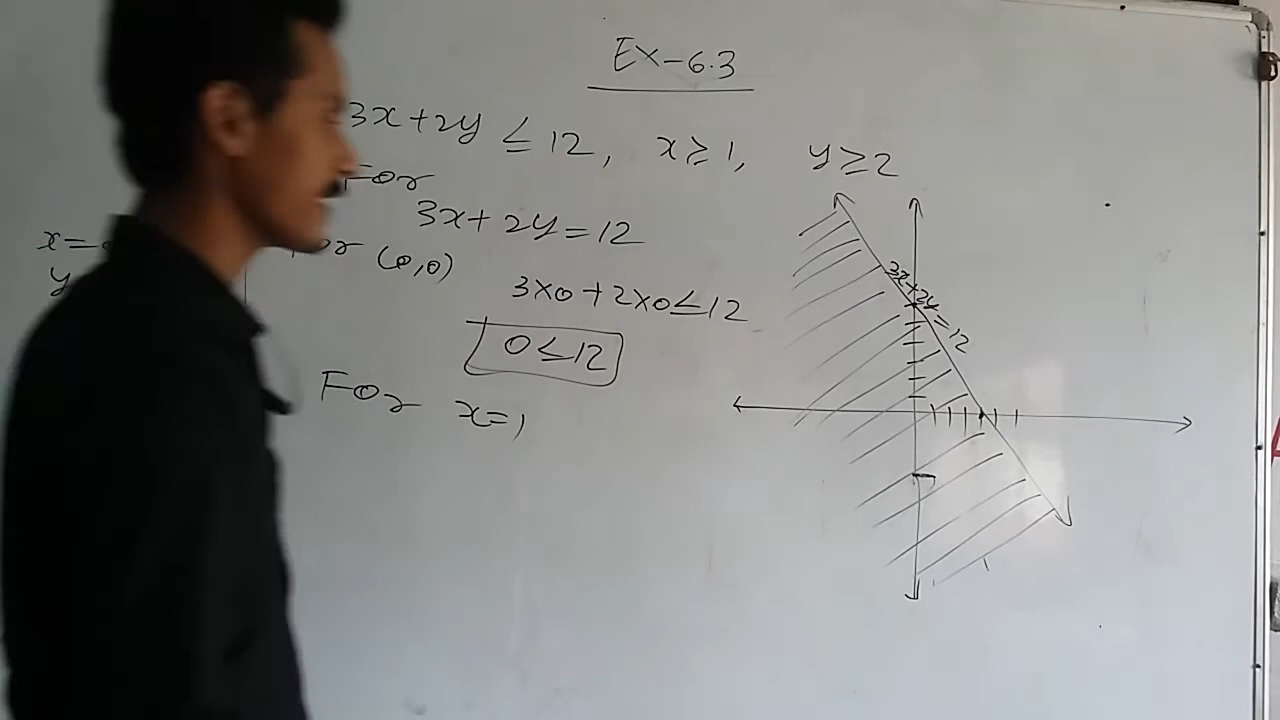 Ex-6.3
3x+2y ≤ 12, x ≥ 1, y ≥ 2
For
3x+2y=12
x=
(0,0)
y
3×0+2×0≤12
0≤12
For x=1
3x+2y=12